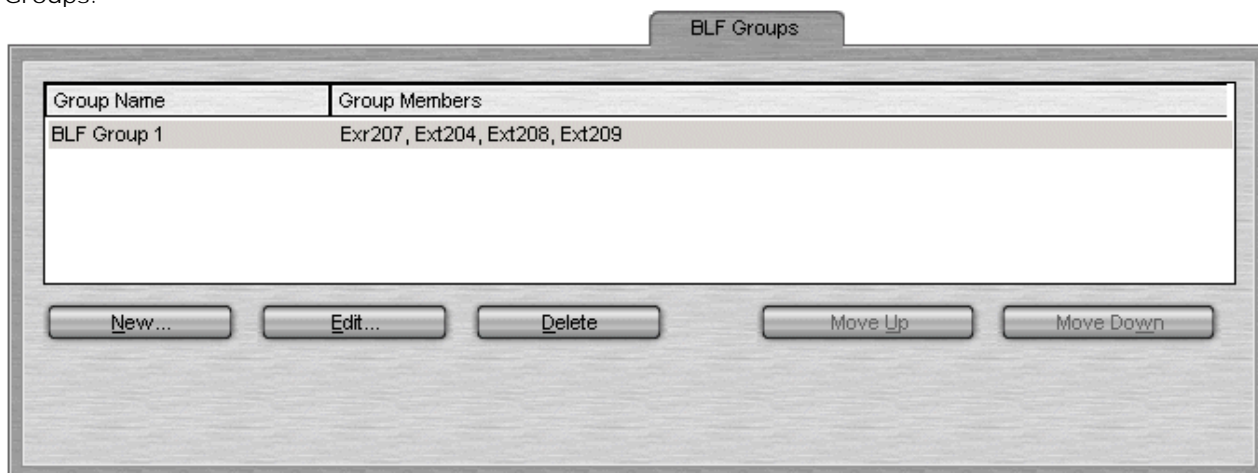 Groups.
BLF Groups
Group Name Group Members
BLF Group 1 Exr207, Ext204, Ext208, Ext209
New... Edit... Delete Move Up Move Down